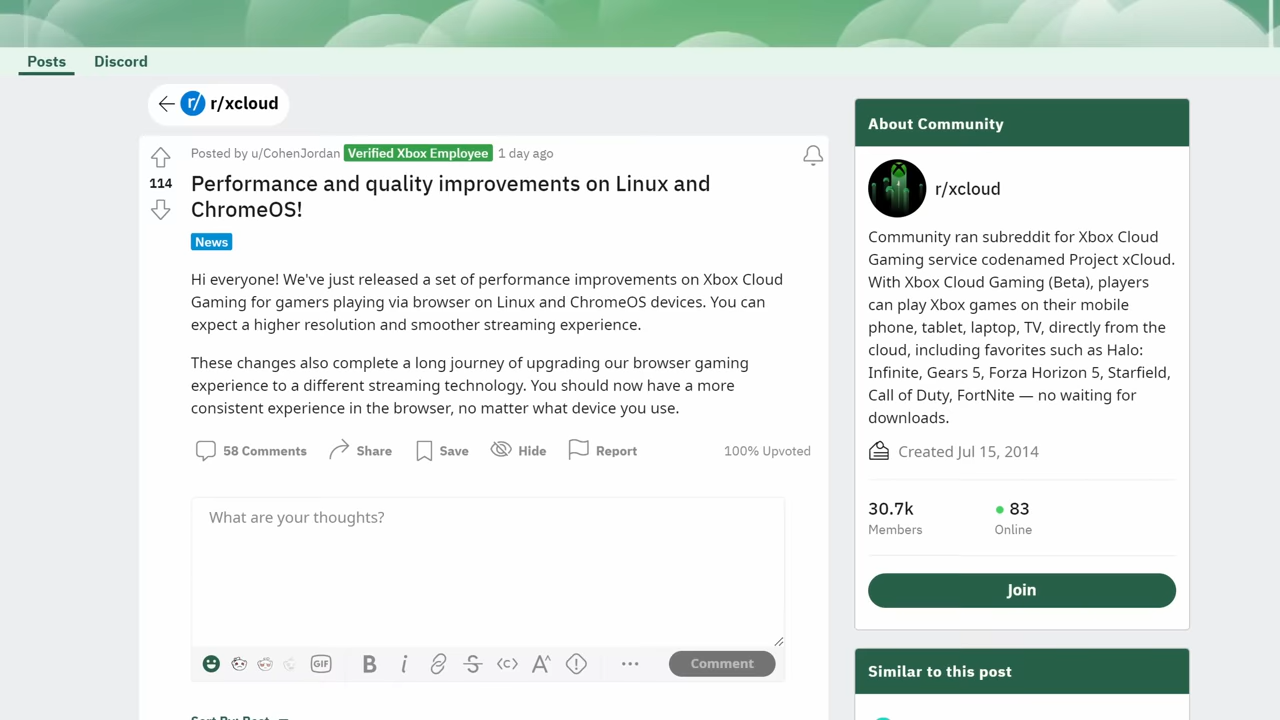 Posts Discord
r/ r/xcloud
Posted by u/CohenJordan Verified Xbox Employee 1 day ago
114
Performance and quality improvements on Linux and
ChromeOS!
News
Hi everyone! We've just released a set of performance improvements on Xbox Cloud
Gaming for gamers playing via browser on Linux and ChromeOS devices. You can
expect a higher resolution and smoother streaming experience.
These changes also complete a long journey of upgrading our browser gaming
experience to a different streaming technology. You should now have a more
consistent experience in the browser, no matter what device you use.
58 Comments Share Save Hide Report 100% Upvoted
What are your thoughts?
GIF B i A Comment
Sort By: Best
About Community
r/xcloud
Community ran subreddit for Xbox Cloud
Gaming service codenamed Project xCloud.
With Xbox Cloud Gaming (Beta), players
can play Xbox games on their mobile
phone, tablet, laptop, TV, directly from the
cloud, including favorites such as Halo:
Infinite, Gears 5, Forza Horizon 5, Starfield,
Call of Duty, FortNite — no waiting for
downloads.
Created Jul 15, 2014
30.7k 83
Members Online
Join
Similar to this post